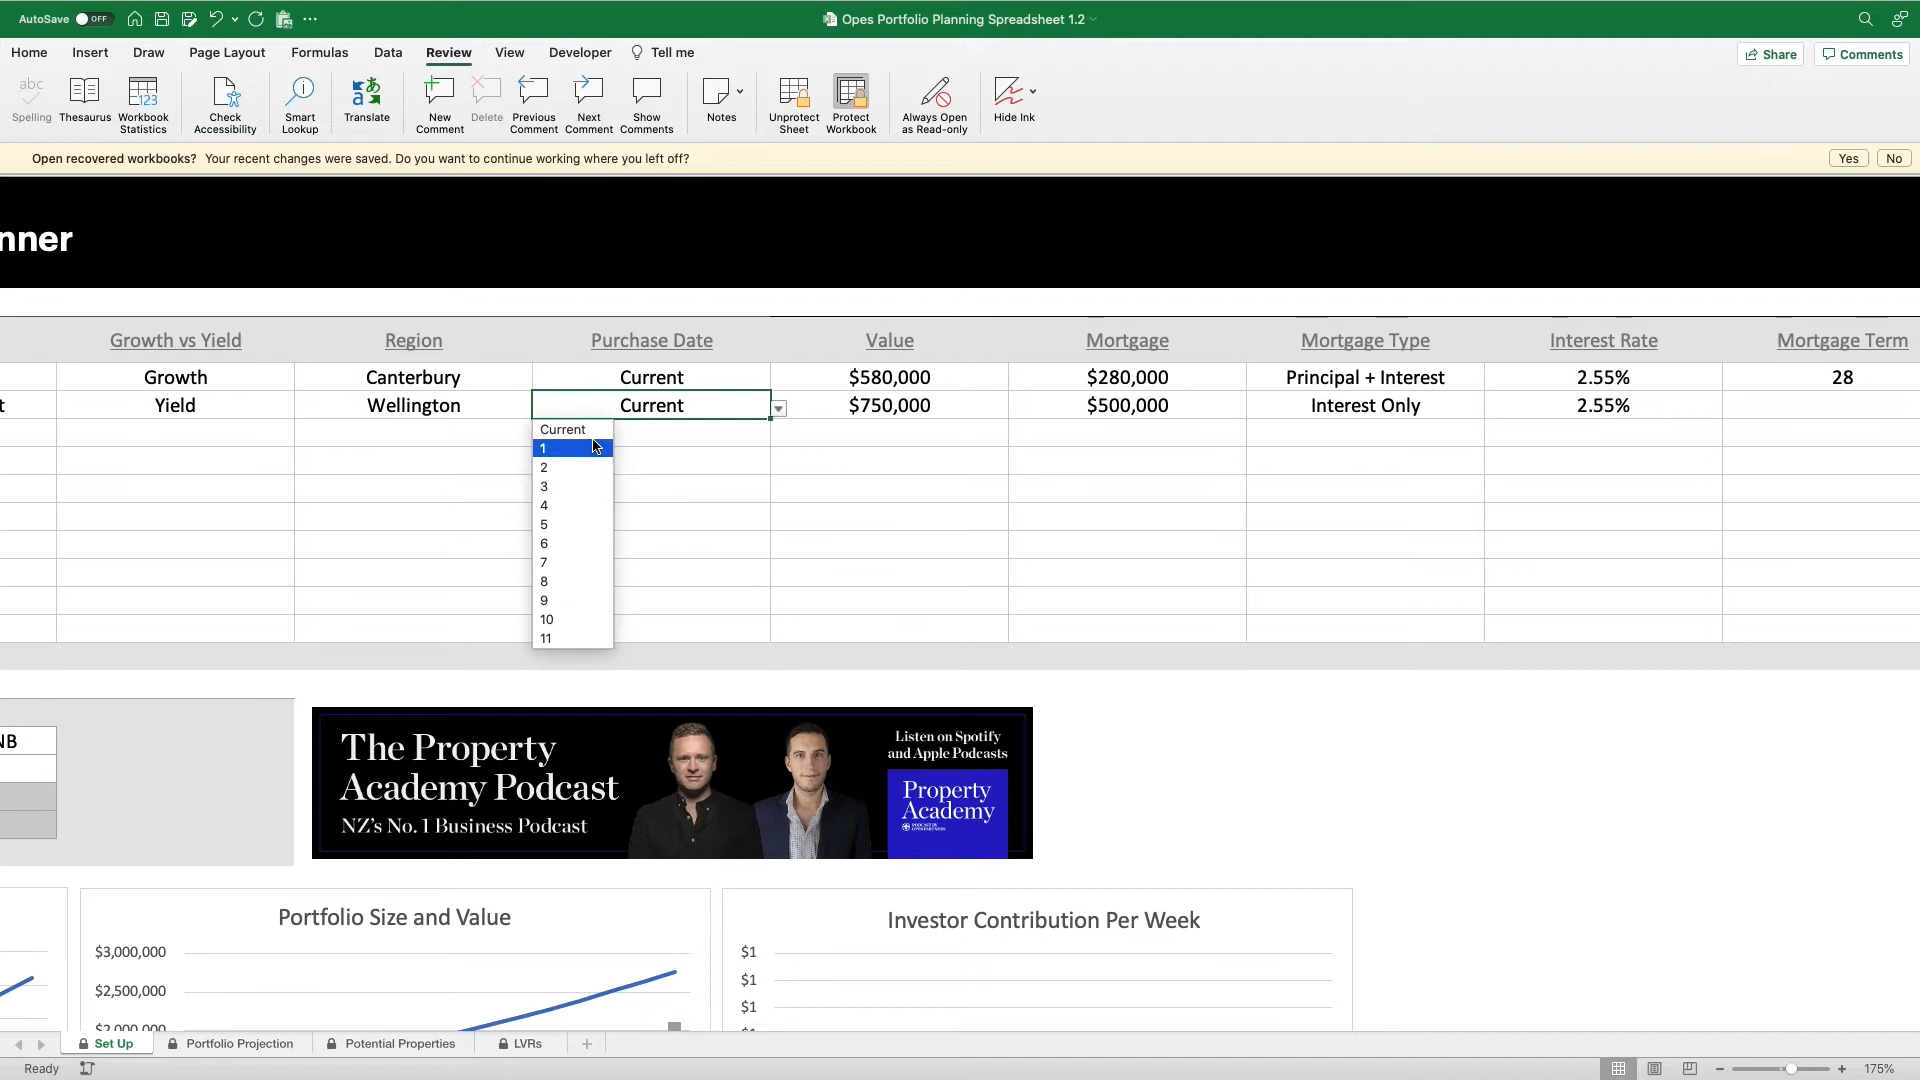 AutoSave OFF
Opes Portfolio Planning Spreadsheet 1.2
Home Insert Draw Page Layout Formulas Data Review View Developer Tell me
Share Comments
abc
Spelling
Thesaurus
123
Workbook
Statistics
Check
Accessibility
Smart
Lookup
Translate
New
Comment
Delete
Previous
Comment
Next
Comment
Show
Comments
Notes
Unprotect
Sheet
Protect
Workbook
Always Open
as Read-only
Hide Ink
Open recovered workbooks? Your recent changes were saved. Do you want to continue working where you left off?
Yes No
nner
Growth vs Yield Region Purchase Date Value Mortgage Mortgage Type Interest Rate Mortgage Term
Growth Canterbury Current $580,000 $280,000 Principal + Interest 2.55% 28
t Yield Wellington Current $750,000 $500,000 Interest Only 2.55%
Current
1
2
3
4
5
6
7
8
9
10
11
NB
The Property
Academy Podcast
NZ's No. 1 Business Podcast
Listen on Spotify
and Apple Podcasts
Property
Academy
Portfolio Size and Value
$3,000,000
$2,500,000
$2,000,000
Investor Contribution Per Week
$1
$1
$1
$1
Set Up Portfolio Projection Potential Properties LVRs
Ready
175%